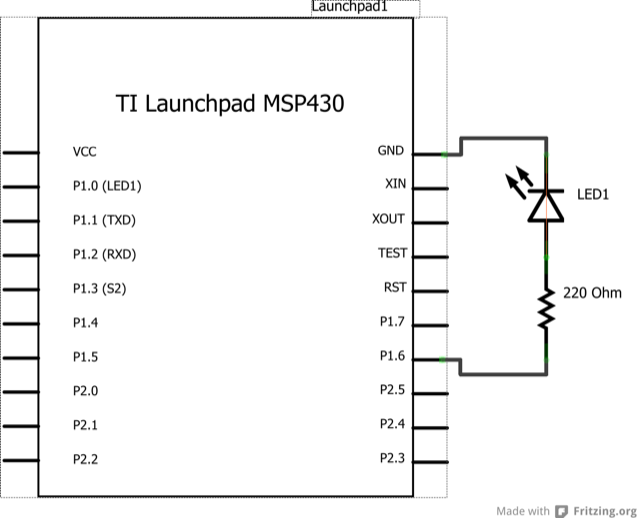 Launchpad1
TI Launchpad MSP430
VCC
P1.0 (LED1)
P1.1 (TXD)
P1.2 (RXD)
P1.3 (S2)
P1.4
P1.5
P2.0
P2.1
P2.2
GND
XIN
XOUT
TEST
RST
P1.7
P1.6
P2.5
P2.4
P2.3
LED1
220 Ohm
Made with Fritzing.org